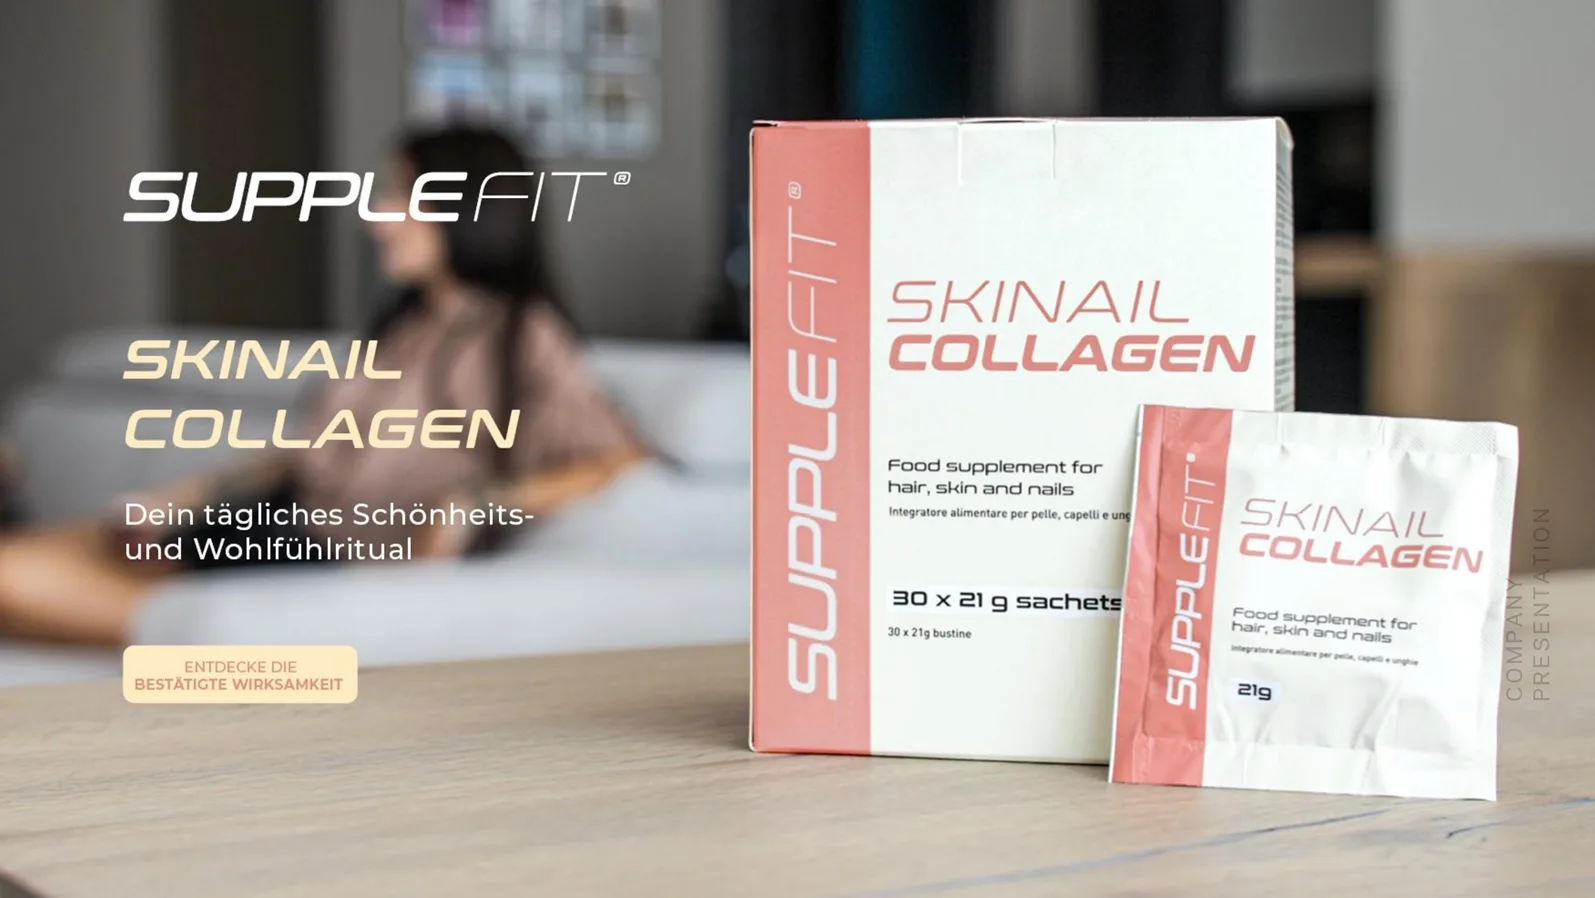 SUPPLEFIT®
SKINAIL
COLLAGEN
Dein tägliches Schönheits-
und Wohlfühlritual
ENTDECKE DIE
BESTÄTIGTE WIRKSAMKEIT
SUPPLEFIT®
SKINAIL
COLLAGEN
Food supplement for
hair, skin and nails
Integratore alimentare per pelle, capelli e
30 x 21 g sachets
30 x 21g bustine
SUPPLEFIT
SKINAIL
COLLAGEN
Food supplement for
hair, skin and nails
Integratore alimentare per pelle, capelli e unghie
21g
COMPANY
PRESENTATION